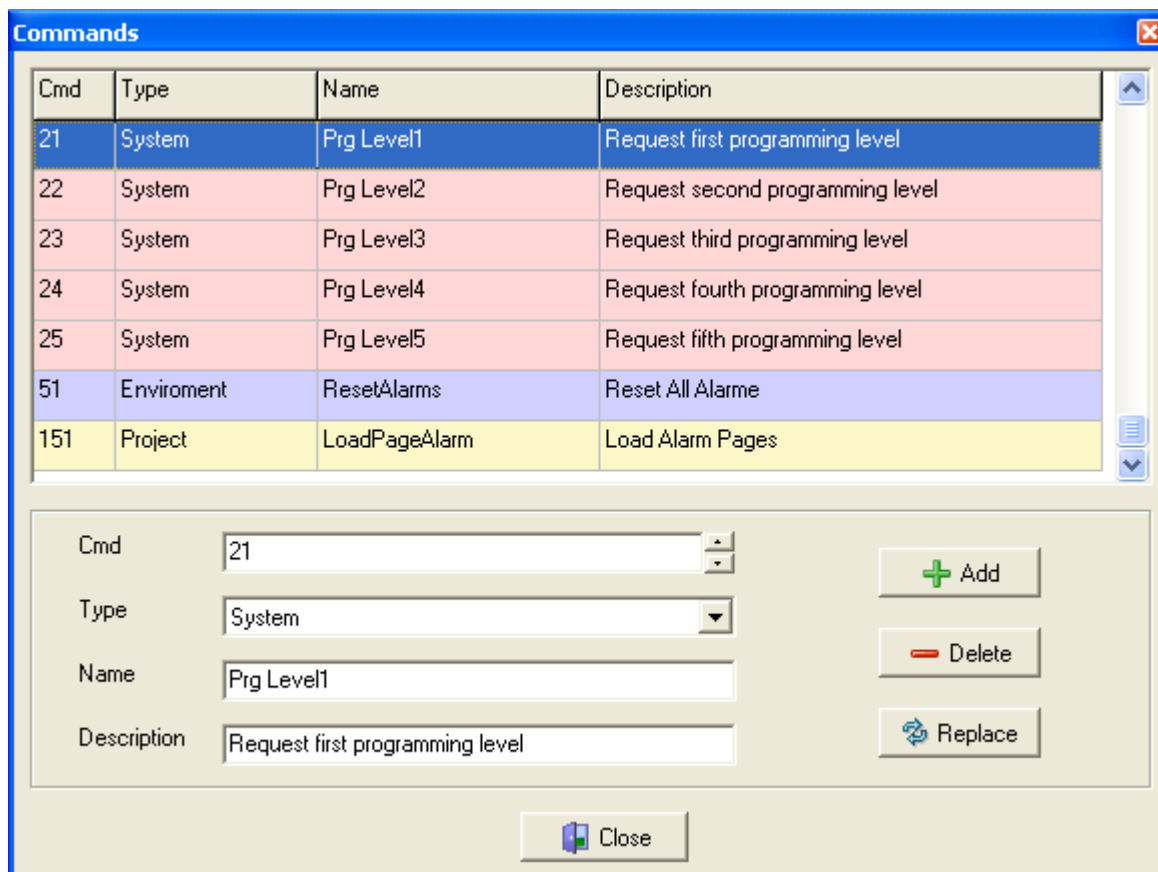 Commands
Cmd Type Name Description
21 System Prg Level1 Request first programming level
22 System Prg Level2 Request second programming level
23 System Prg Level3 Request third programming level
24 System Prg Level4 Request fourth programming level
25 System Prg Level5 Request fifth programming level
51 Enviroment ResetAlarms Reset All Alarme
151 Project LoadPageAlarm Load Alarm Pages
Cmd 21
Add
Type System
Delete
Name Prg Level1
Description Request first programming level
Replace
Close